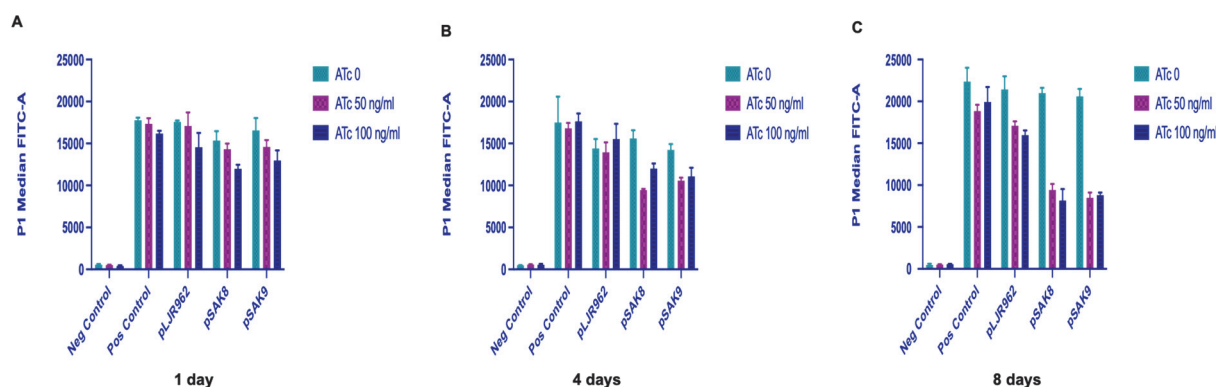 A
P1 Median FITC-A
25000
20000
15000
10000
5000
0
Neg Control
Pos Control
pLJR962
pSAK8
pSAK9
ATc 0
ATc 50 ng/ml
ATc 100 ng/ml
1 day
B
P1 Median FITC-A
25000
20000
15000
10000
5000
0
Neg Control
Pos Control
pLJR962
pSAK8
pSAK9
ATc 0
ATc 50 ng/ml
ATc 100 ng/ml
4 days
C
P1 Median FITC-A
25000
20000
15000
10000
5000
0
Neg Control
Pos Control
pLJR962
pSAK8
pSAK9
ATc 0
ATc 50 ng/ml
ATc 100 ng/ml
8 days